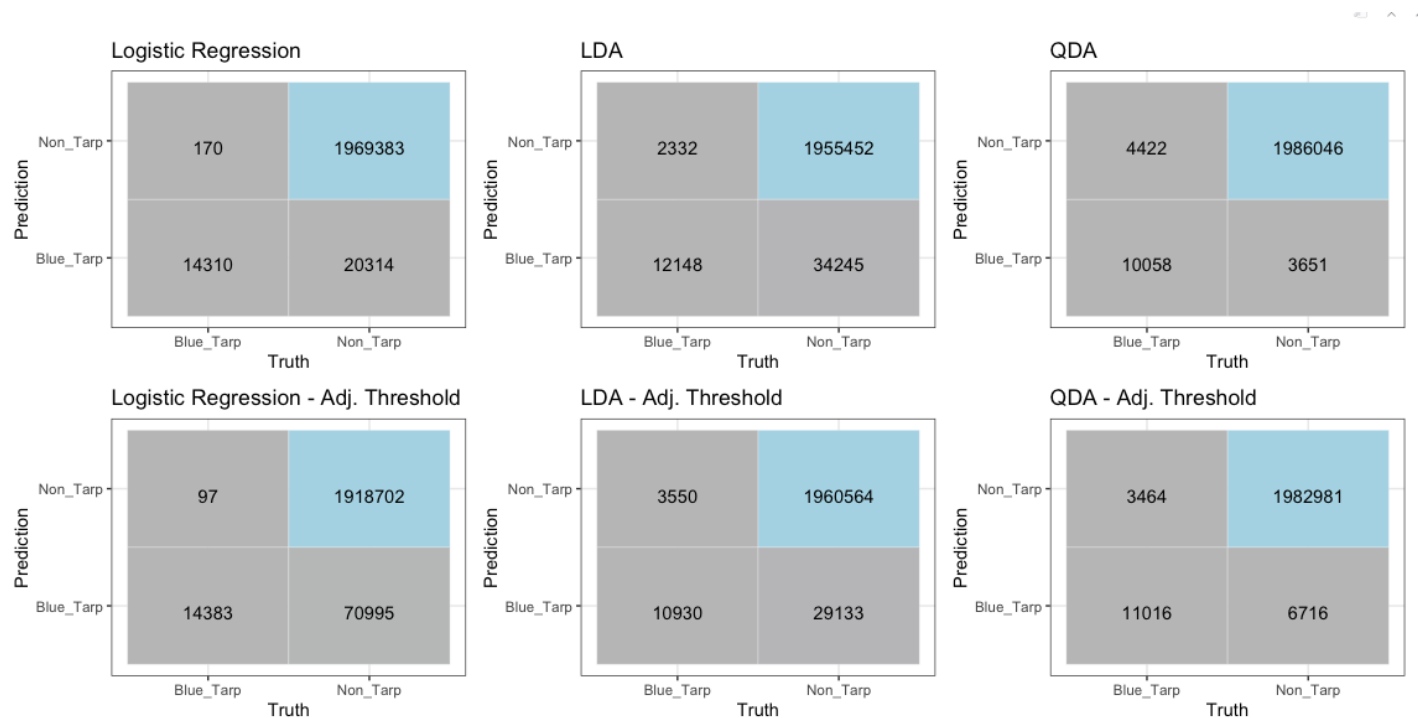 Logistic Regression
LDA
QDA
Prediction
Non_Tarp
170
1969383
Blue_Tarp
14310
20314
Blue_Tarp
Non_Tarp
Truth
Prediction
Non_Tarp
2332
1955452
Blue_Tarp
12148
34245
Blue_Tarp
Non_Tarp
Truth
Prediction
Non_Tarp
4422
1986046
Blue_Tarp
10058
3651
Blue_Tarp
Non_Tarp
Truth
Logistic Regression - Adj. Threshold
LDA - Adj. Threshold
QDA - Adj. Threshold
Prediction
Non_Tarp
97
1918702
Blue_Tarp
14383
70995
Blue_Tarp
Non_Tarp
Truth
Prediction
Non_Tarp
3550
1960564
Blue_Tarp
10930
29133
Blue_Tarp
Non_Tarp
Truth
Prediction
Non_Tarp
3464
1982981
Blue_Tarp
11016
6716
Blue_Tarp
Non_Tarp
Truth